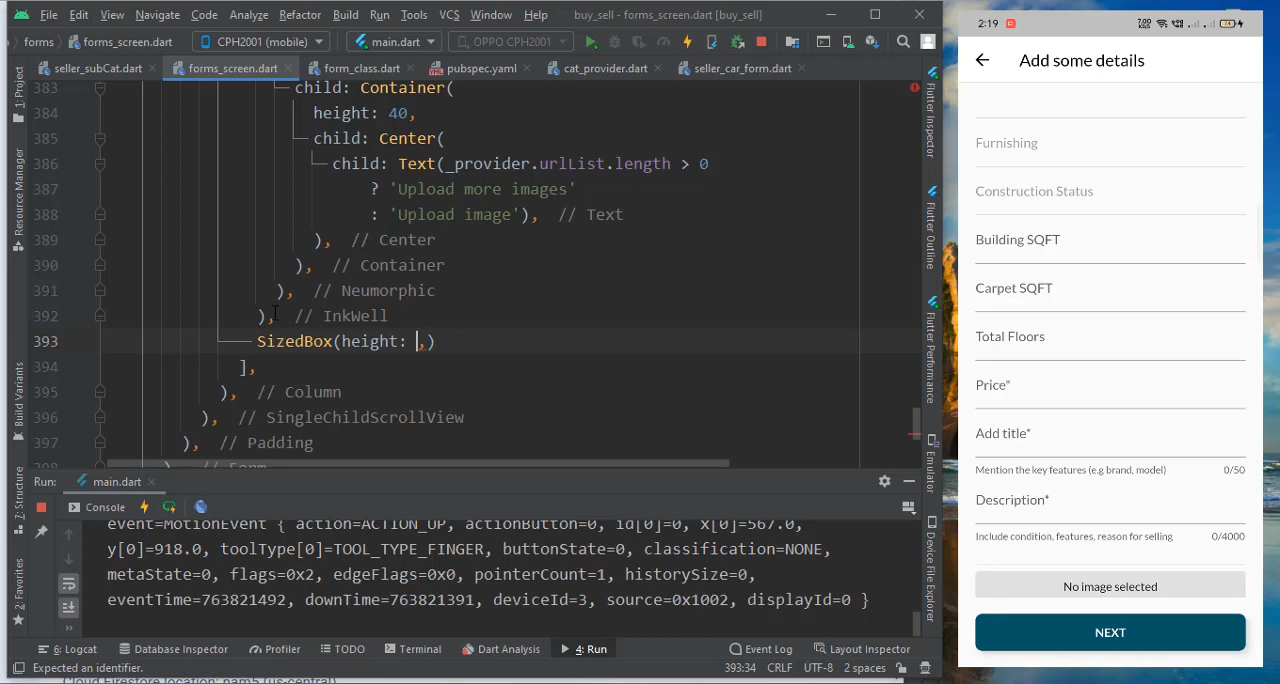 File Edit View Navigate Code Analyze Refactor Build Run Tools VCS Window Help buy_sell - forms_screen.dart [buy_sell]
forms forms_screen.dart CPH2001 (mobile) main.dart OPPO CPH2001
seller_subCat.dart forms_screen.dart form_class.dart pubspec.yaml cat_provider.dart seller_car_form.dart
383 child: Container(
384 height: 40,
385 child: Center(
386 child: Text(_provider.urlList.length > 0
387 ? 'Upload more images'
388 : 'Upload image'), // Text
389 ), // Center
390 ), // Container
391 ), // Neumorphic
392 ), // InkWell
393 SizedBox(height: ,)
394 ],
395 ), // Column
396 ), // SingleChildScrollView
397 ), // Padding
398 ) // Form
1: Project
Resource Manager
Build Variants
7: Structure
2: Favorites
Flutter Inspector
Flutter Outline
Flutter Performance
Emulator
Device File Explorer
Run: main.dart
Console
event=MotionEvent { action=ACTION_UP, actionButton=0, id[0]=0, x[0]=567.0,
y[0]=918.0, toolType[0]=TOOL_TYPE_FINGER, buttonState=0, classification=NONE,
metaState=0, flags=0x2, edgeFlags=0x0, pointerCount=1, historySize=0,
eventTime=763821492, downTime=763821391, deviceId=3, source=0x1002, displayId=0 }
6: Logcat Database Inspector Profiler TODO Terminal Dart Analysis 4: Run Event Log Layout Inspector
Expected an identifier. 393:34 CRLF UTF-8 2 spaces
Cloud Firestore location: nam5 (us-central)
2:19
Add some details
Furnishing
Construction Status
Building SQFT
Carpet SQFT
Total Floors
Price*
Add title*
Mention the key features (e.g brand, model) 0/50
Description*
Include condition, features, reason for selling 0/4000
No image selected
NEXT